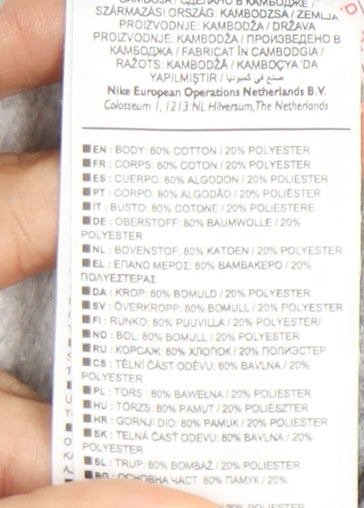 KAMBODŽA / СДЕЛАНО В КАМБОДЖЕ /
SZÁRMAZÁSI ORSZÁG: KAMBODZSA / ZEMLJA
PROIZVODNJE: KAMBODŽA / DRŽAVA
PROIZVODNJE: KAMBODŽA / ПРОИЗВЕДЕНО В
КАМБОДЖА / FABRICAT ÎN CAMBODGIA /
RAŽOTS: KAMBODŽĀ / KAMBOÇYA 'DA
YAPILMIŞTIR / صنع في كمبوديا
Nike European Operations Netherlands B.V.
Colosseum 1, 1213 NL Hilversum, The Netherlands
EN : BODY: 80% COTTON / 20% POLYESTER
FR : CORPS: 80% COTON / 20% POLYESTER
ES : CUERPO: 80% ALGODON / 20% POLYESTER
PT : CORPO: 80% ALGODÃO / 20% POLIESTER
IT : BUSTO: 80% COTONE / 20% POLIESTERE
DE : OBERSTOFF: 80% BAUMWOLLE / 20%
POLYESTER
NL : BOVENSTOF: 80% KATOEN / 20% POLYESTER
EL : ΕΠΑΝΩ ΜΕΡΟΣ: 80% ΒΑΜΒΑΚΕΡΟ / 20%
ΠΟΛΥΕΣΤΕΡΑΣ
DA : KROP: 80% BOMULD / 20% POLYESTER
SV : ÖVERKROPP: 80% BOMULL / 20% POLYESTER
FI : RUNKO: 80% PUUVILLA / 20% POLYESTERI
NO : BOL: 80% BOMULL / 20% POLYESTER
RU : КОРСАЖ: 80% ХЛОПОК / 20% ПОЛИЭСТЕР
CS : TĚLNÍ ČÁST ODĚVU: 80% BAVLNA / 20%
POLYESTER
PL : TORS : 80% BAWEŁNA / 20% POLIESTER
HU : TÖRZS: 80% PAMUT / 20% POLIÉSZTER
HR : GORNJI DIO: 80% PAMUK / 20% POLYESTER
SK : TELNÁ ČASŤ ODEVU: 80% BAVLNA / 20%
POLYESTER
SL : TRUP: 80% BOMBAŽ / 20% POLIESTER
BG : ОСНОВНА ЧАСТ: 80% ПАМУК / 20%